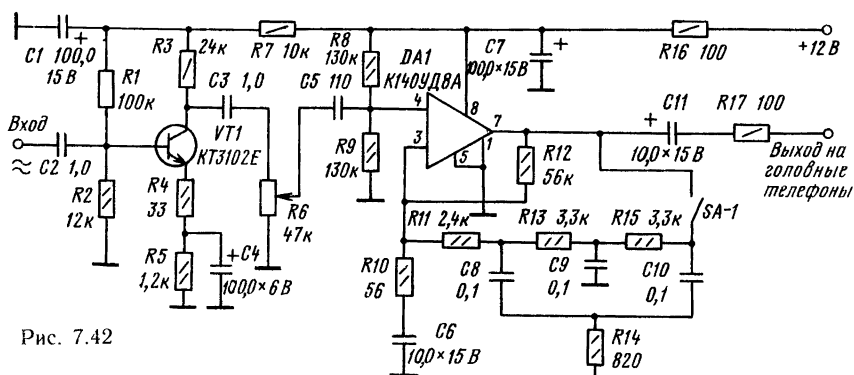 C1
100,0
15 В
+
R3
24к
R7 10к
R8
130к
DA1
К140УД8А
C7
+
100,0×15В
R16 100
+12 В
R1
100к
C3 1,0
C5 110
4
8
7
3
5
1
C11
+
10,0×15 В
R17 100
Вход
≈
C2 1,0
VT1
КТ3102Е
R9
130к
R12
56к
Выход на
головные
телефоны
R2
12к
R4
33
R6
47к
R11 2,4к
R13 3,3к
R15 3,3к
SA-1
R5
1,2к
+
C4
100,0×6 В
R10
56
C8
0,1
C9
0,1
C10
0,1
C6
10,0×15 В
R14
820
Рис. 7.42